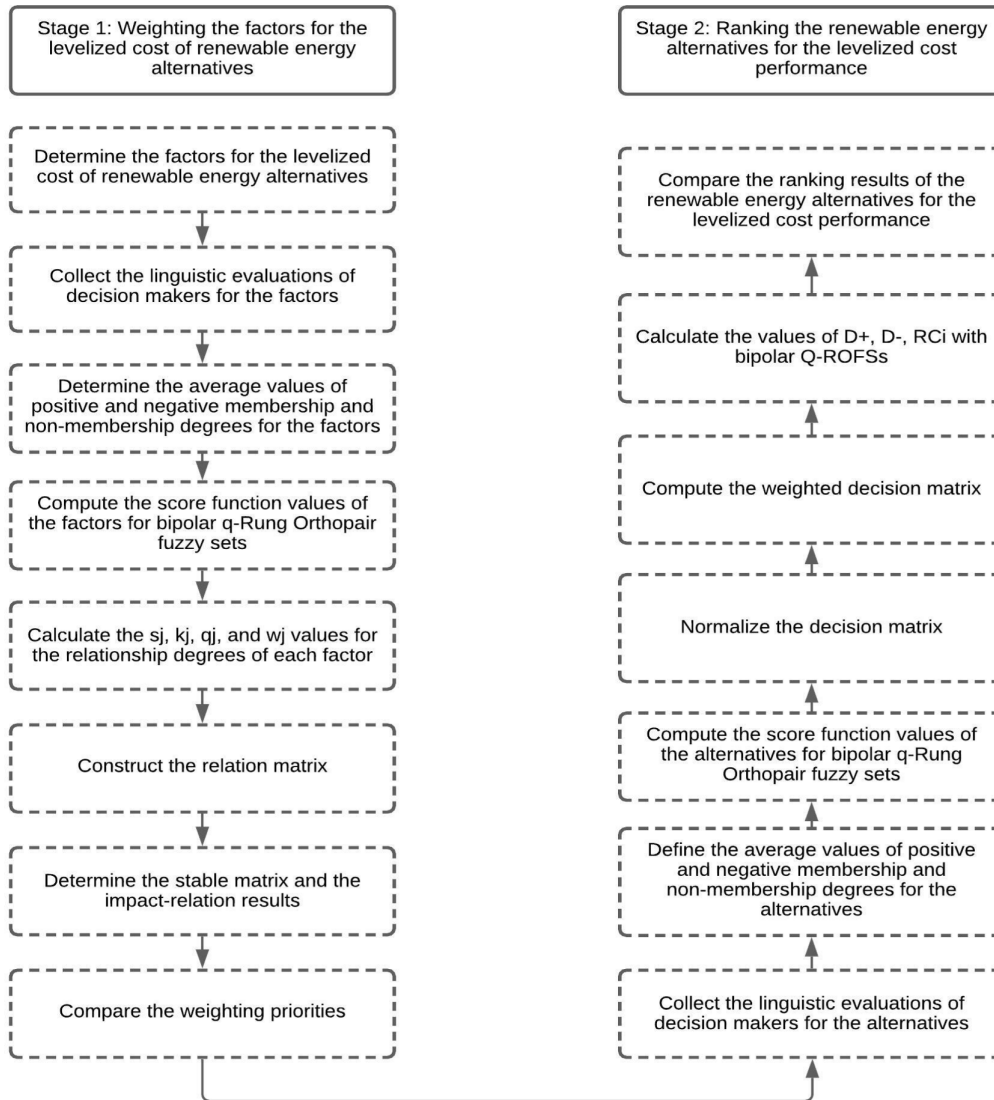 Stage 1: Weighting the factors for the
levelized cost of renewable energy
alternatives
Determine the factors for the levelized
cost of renewable energy alternatives
Collect the linguistic evaluations of
decision makers for the factors
Determine the average values of
positive and negative membership and
non-membership degrees for the factors
Compute the score function values of
the factors for bipolar q-Rung Orthopair
fuzzy sets
Calculate the sj, kj, qj, and wj values for
the relationship degrees of each factor
Construct the relation matrix
Determine the stable matrix and the
impact-relation results
Compare the weighting priorities
Stage 2: Ranking the renewable energy
alternatives for the levelized cost
performance
Compare the ranking results of the
renewable energy alternatives for the
levelized cost performance
Calculate the values of D+, D-, RCi with
bipolar Q-ROFSs
Compute the weighted decision matrix
Normalize the decision matrix
Compute the score function values of
the alternatives for bipolar q-Rung
Orthopair fuzzy sets
Define the average values of positive
and negative membership and
non-membership degrees for the
alternatives
Collect the linguistic evaluations of
decision makers for the alternatives